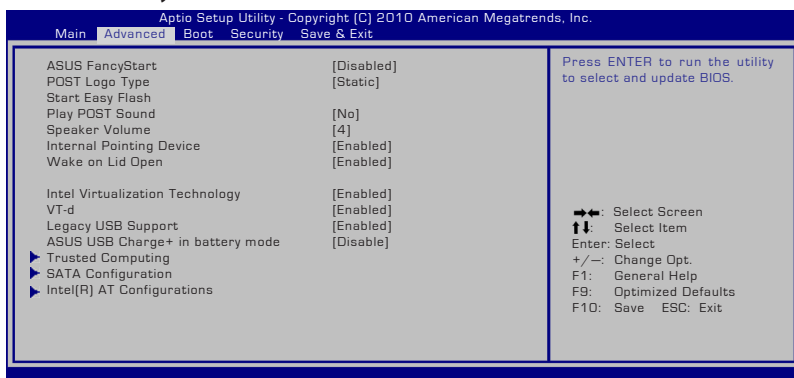 Aptio Setup Utility - Copyright (C) 2010 American Megatrends, Inc.
Main Advanced Boot Security Save & Exit
ASUS FancyStart [Disabled]
POST Logo Type [Static]
Start Easy Flash
Play POST Sound [No]
Speaker Volume [4]
Internal Pointing Device [Enabled]
Wake on Lid Open [Enabled]
Intel Virtualization Technology [Enabled]
VT-d [Enabled]
Legacy USB Support [Enabled]
ASUS USB Charge+ in battery mode [Disable]
Trusted Computing
SATA Configuration
Intel(R) AT Configurations
Press ENTER to run the utility
to select and update BIOS.
→←: Select Screen
↑↓: Select Item
Enter: Select
+/—: Change Opt.
F1: General Help
F9: Optimized Defaults
F10: Save ESC: Exit